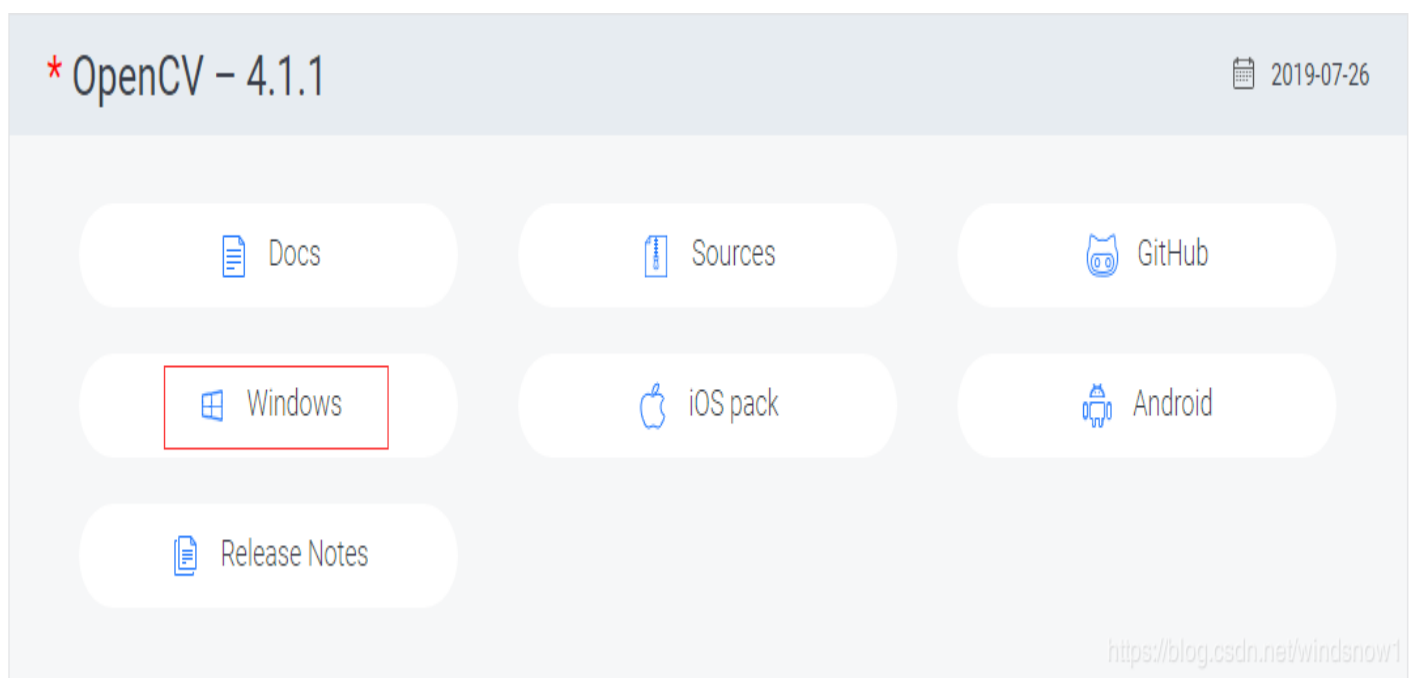 * OpenCV – 4.1.1
2019-07-26
Docs
Sources
GitHub
Windows
iOS pack
Android
Release Notes
https://blog.csdn.net/windsnow1